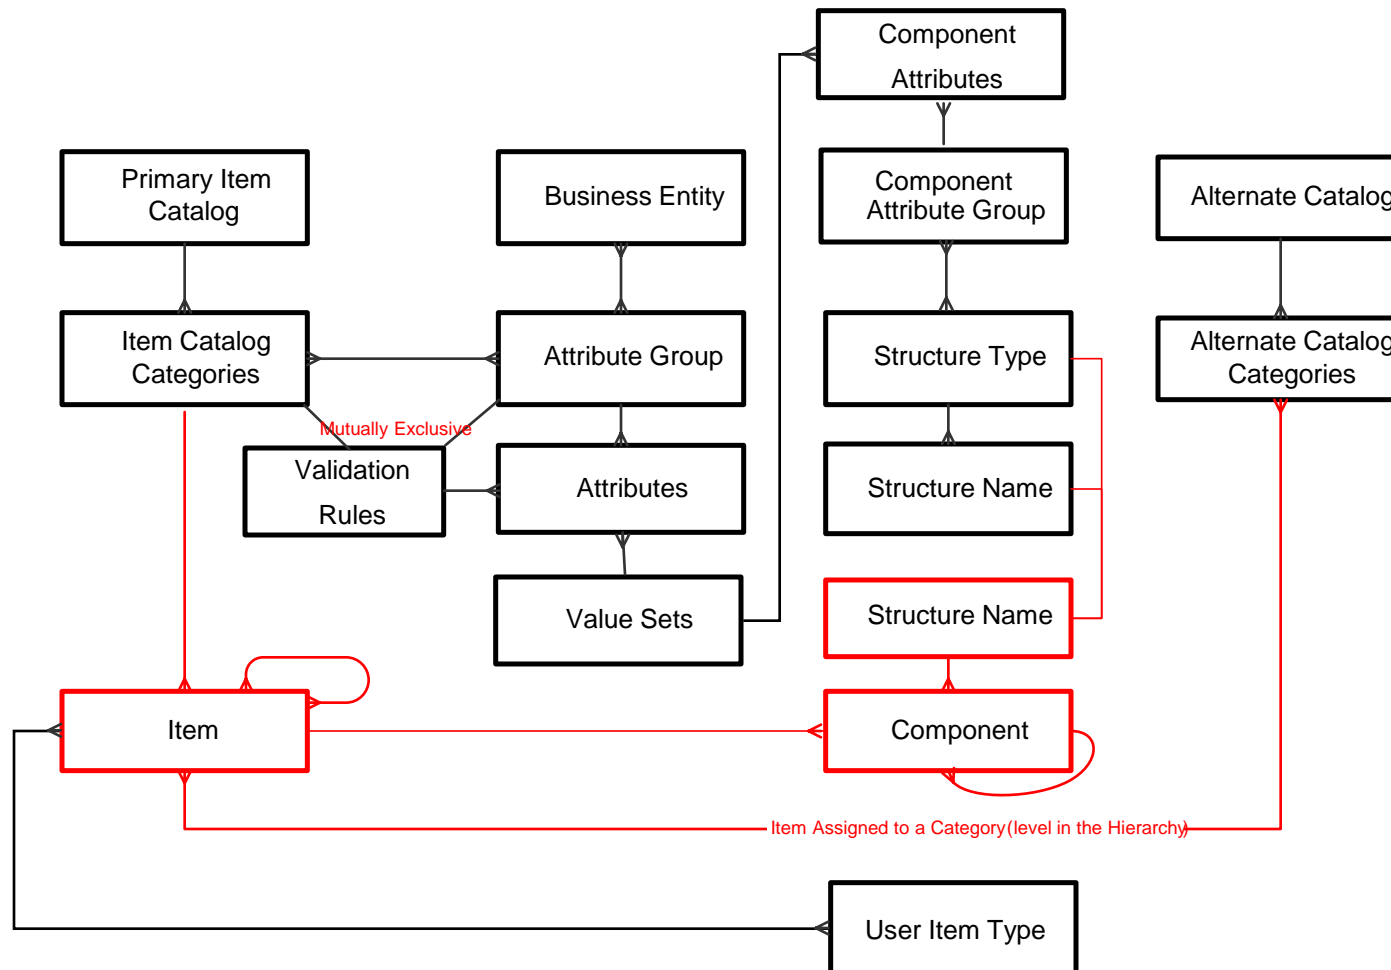 Component
Attributes
Primary Item
Catalog
Business Entity
Component
Attribute Group
Alternate Catalog
Item Catalog
Categories
Attribute Group
Structure Type
Alternate Catalog
Categories
Mutually Exclusive
Validation
Rules
Attributes
Structure Name
Value Sets
Structure Name
Item
Component
Item Assigned to a Category(level in the Hierarchy)
User Item Type